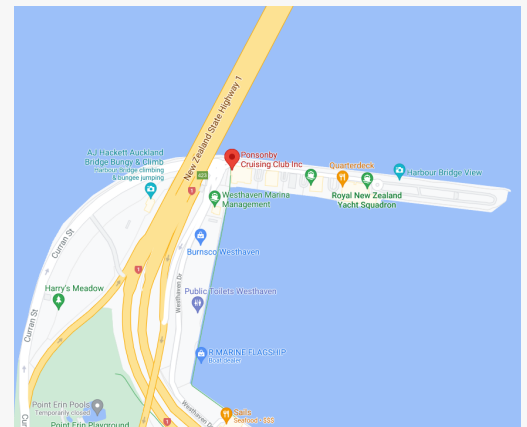 New Zealand State Highway 1
A J Hackett Auckland
Bridge Bungy & Climb
Harbour Bridge climbing
& bungee jumping
Ponsonby
Cruising Club Inc
423
Quarterdeck
Harbour Bridge View
Westhaven Marina
Management
Royal New Zealand
Yacht Squadron
1
Curran St
Burnsco Westhaven
1
Westhaven Dr
Harry's Meadow
Public Toilets Westhaven
Curran St
1
R MARINE FLAGSHIP
Boat dealer
Point Erin Pools
Temporarily closed
Westhaven Dr
Sails
Seafood • $$$
Point Erin Playground
Cu